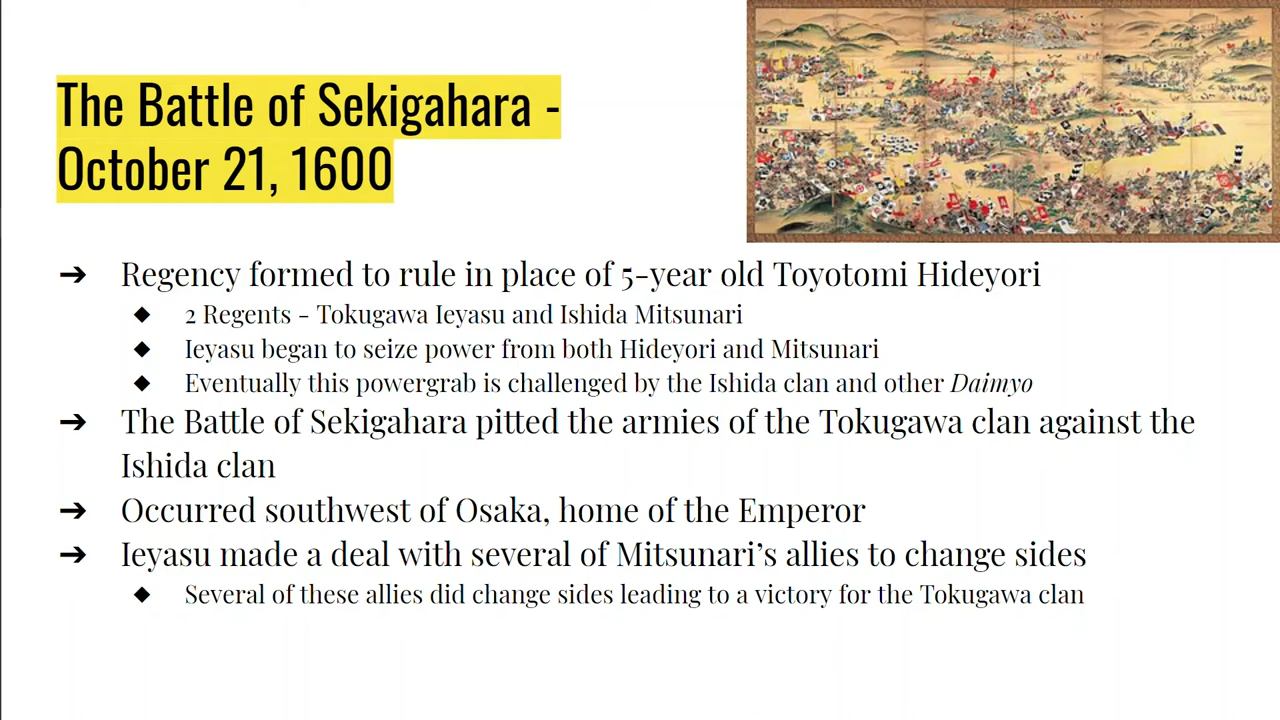 The Battle of Sekigahara -
October 21, 1600
➔ Regency formed to rule in place of 5-year old Toyotomi Hideyori
◆ 2 Regents - Tokugawa Ieyasu and Ishida Mitsunari
◆ Ieyasu began to seize power from both Hideyori and Mitsunari
◆ Eventually this powergrab is challenged by the Ishida clan and other Daimyo
➔ The Battle of Sekigahara pitted the armies of the Tokugawa clan against the
Ishida clan
➔ Occurred southwest of Osaka, home of the Emperor
➔ Ieyasu made a deal with several of Mitsunari’s allies to change sides
◆ Several of these allies did change sides leading to a victory for the Tokugawa clan